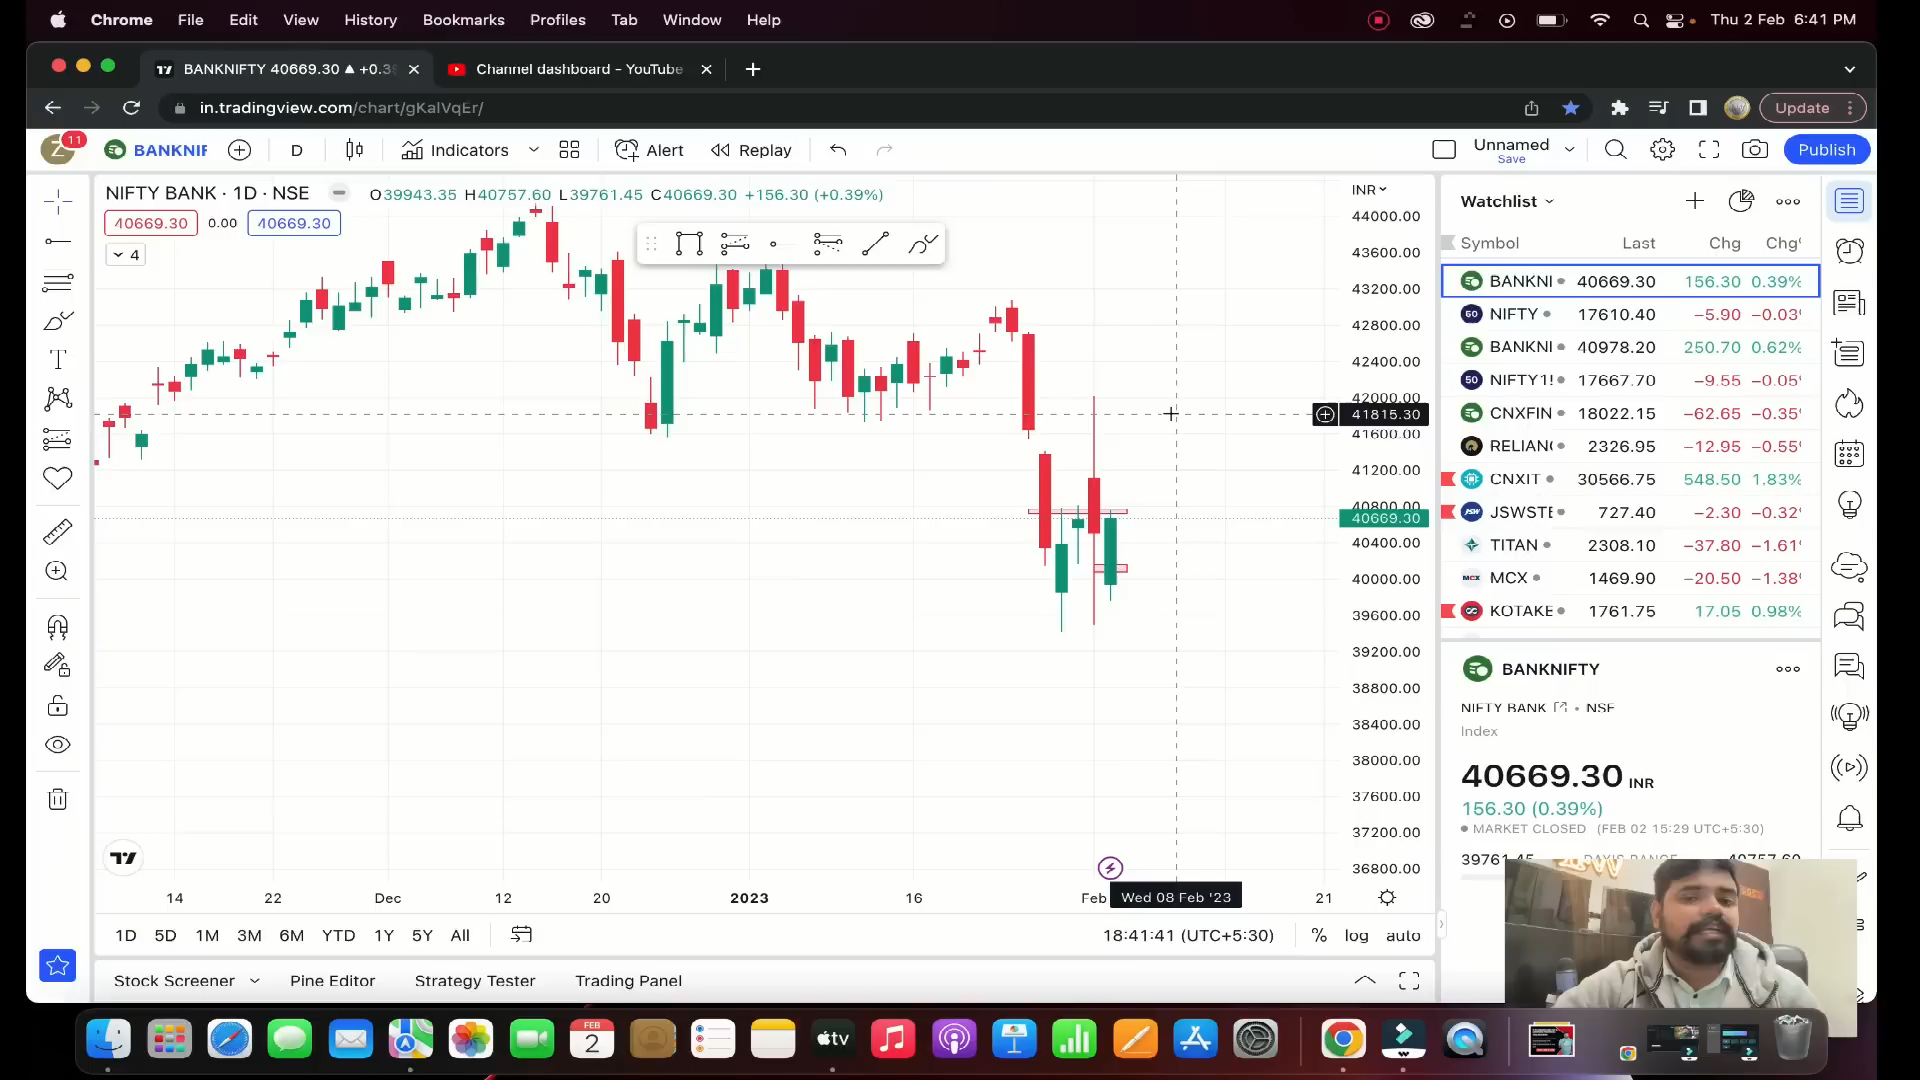 Chrome File Edit View History Bookmarks Profiles Tab Window Help Thu 2 Feb 6:41 PM
BANKNIFTY 40669.30 ▲ +0.39 Channel dashboard - YouTube
in.tradingview.com/chart/gKalVqEr/ Update
11 Z BANKNIF D Indicators Alert Replay Unnamed Save Publish
NIFTY BANK · 1D · NSE O39943.35 H40757.60 L39761.45 C40669.30 +156.30 (+0.39%)
40669.30 0.00 40669.30
4
INR
44000.00
43600.00
43200.00
42800.00
42400.00
42000.00
41815.30
41600.00
41200.00
40800.00
40669.30
40400.00
40000.00
39600.00
39200.00
38800.00
38400.00
38000.00
37600.00
37200.00
36800.00
14 22 Dec 12 20 2023 16 Feb Wed 08 Feb '23 21
1D 5D 1M 3M 6M YTD 1Y 5Y All 18:41:41 (UTC+5:30) % log auto
Stock Screener Pine Editor Strategy Tester Trading Panel
Watchlist
Symbol Last Chg Chg%
BANKNI 40669.30 156.30 0.39%
60 NIFTY 17610.40 −5.90 −0.03%
BANKNI 40978.20 250.70 0.62%
50 NIFTY1! 17667.70 −9.55 −0.05%
CNXFIN 18022.15 −62.65 −0.35%
RELIANC 2326.95 −12.95 −0.55%
CNXIT 30566.75 548.50 1.83%
JSW JSWSTE 727.40 −2.30 −0.32%
TITAN 2308.10 −37.80 −1.61%
MCX MCX 1469.90 −20.50 −1.38%
KOTAKE 1761.75 17.05 0.98%
BANKNIFTY
NIFTY BANK • NSE
Index
40669.30 INR
156.30 (0.39%)
MARKET CLOSED (FEB 02 15:29 UTC+5:30)
39761.45 DAY'S RANGE 40757.60
FEB 2
tv